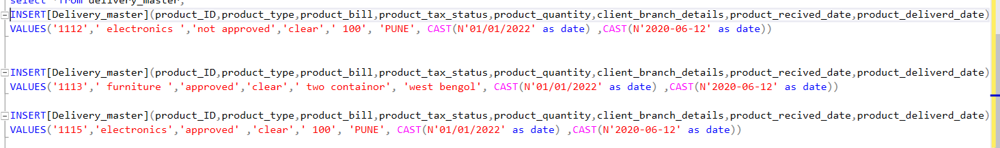 select *from delivery_master;
INSERT[Delivery_master](product_ID,product_type,product_bill,product_tax_status,product_quantity,client_branch_details,product_recived_date,product_deliverd_date)
VALUES('1112',' electronics ','not approved','clear',' 100', 'PUNE', CAST(N'01/01/2022' as date) ,CAST(N'2020-06-12' as date))
INSERT[Delivery_master](product_ID,product_type,product_bill,product_tax_status,product_quantity,client_branch_details,product_recived_date,product_deliverd_date)
VALUES('1113',' furniture ','approved','clear',' two containor', 'west bengol', CAST(N'01/01/2022' as date) ,CAST(N'2020-06-12' as date))
INSERT[Delivery_master](product_ID,product_type,product_bill,product_tax_status,product_quantity,client_branch_details,product_recived_date,product_deliverd_date)
VALUES('1115','electronics','approved' ,'clear',' 100', 'PUNE', CAST(N'01/01/2022' as date) ,CAST(N'2020-06-12' as date))